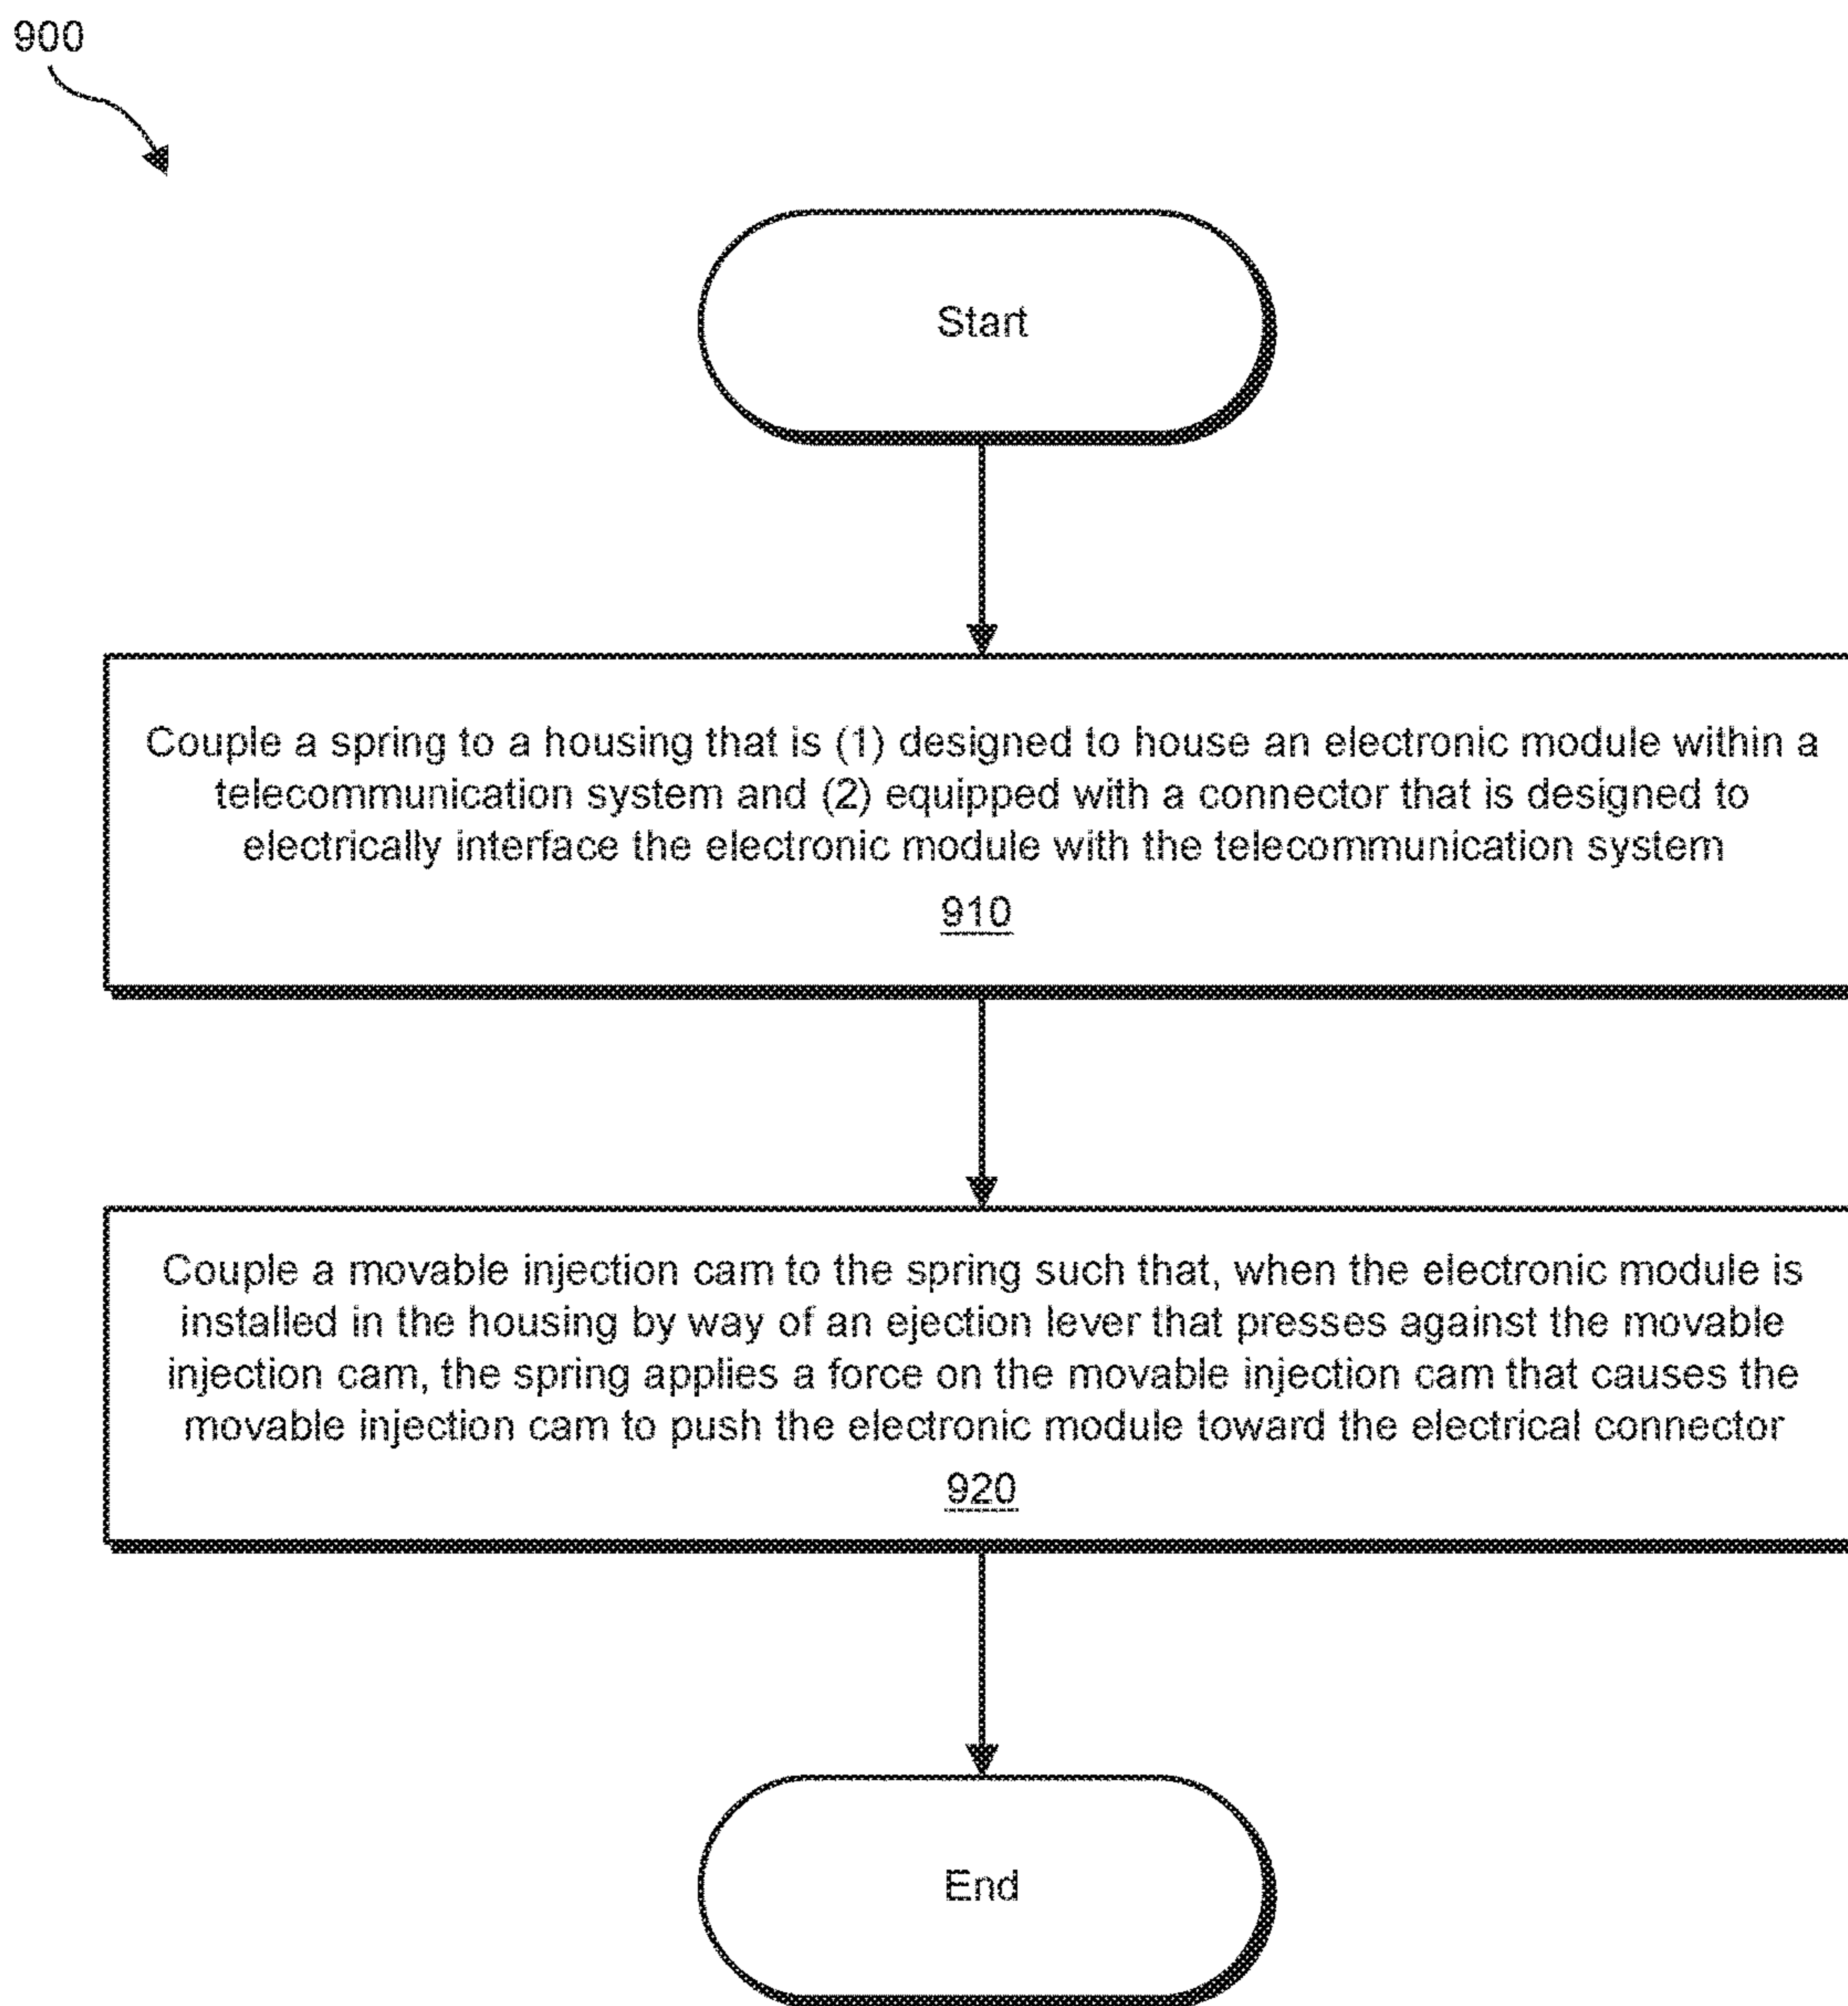 900
Start
Couple a spring to a housing that is (1) designed to house an electronic module within a
telecommunication system and (2) equipped with a connector that is designed to
electrically interface the electronic module with the telecommunication system
910
Couple a movable injection cam to the spring such that, when the electronic module is
installed in the housing by way of an ejection lever that presses against the movable
injection cam, the spring applies a force on the movable injection cam that causes the
movable injection cam to push the electronic module toward the electrical connector
920
End